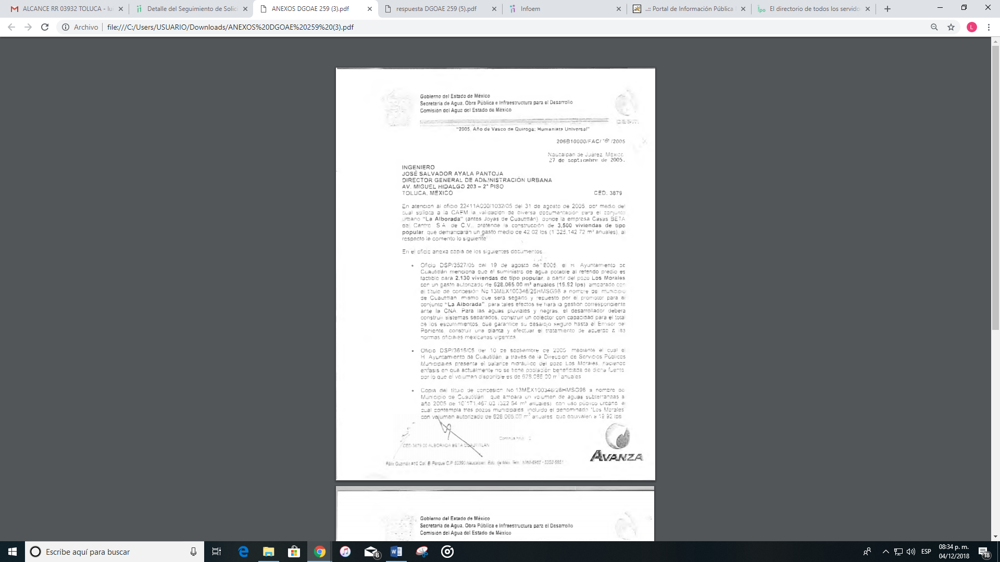 ALCANCE RR 03932 TOLUCA - lu
Detalle del Seguimiento de Solici
ANEXOS DGOAE 259 (3).pdf
respuesta DGOAE 259 (5).pdf
Infoem
..:: Portal de Información Pública
El directorio de todos los servido
Archivo
file:///C:/Users/USUARIO/Downloads/ANEXOS%20DGOAE%20259%20(3).pdf
L
Gobierno del Estado de México
Secretaría de Agua, Obra Pública e Infraestructura para el Desarrollo
Comisión del Agua del Estado de México
caem
"2005. Año de Vasco de Quiroga: Humanista Universal"
206B10000/FAC/ /2005
Naucalpan de Juárez, México
27 de septiembre de 2005.
INGENIERO
JOSÉ SALVADOR AYALA PANTOJA
DIRECTOR GENERAL DE ADMINISTRACIÓN URBANA
AV. MIGUEL HIDALGO 203 – 2° PISO
TOLUCA, MÉXICO CED. 3879
En atención al oficio 22411A000/1032/05 del 31 de agosto de 2005, por medio del
cual solicita a la CAEM la validación de diversa documentación para el conjunto
urbano "La Alborada" (antes Joyas de Cuautitlán), donde la empresa Casas BETA
del Centro, S.A. de C.V., pretende la construcción de 3,500 viviendas de tipo
popular, que demandarán un gasto medio de 42.02 lps (1'325,142.72 m³ anuales), al
respecto le comento lo siguiente:
En el oficio anexa copia de los siguientes documentos
• Oficio DSP/3527/05 del 19 de agosto de 2005, el H. Ayuntamiento de
Cuautitlán menciona que el suministro de agua potable al referido predio es
factible para 2,130 viviendas de tipo popular, a partir del pozo Los Morales
con un gasto autorizado de 628,065.00 m³ anuales (19.92 lps), amparado con
el título de concesión No 13MEX100346/26HMSG98 a nombre de municipio
de Cuautitlán, mismo que será segado y repuesto por el promotor para el
conjunto "La Alborada", para tales efectos se hará la gestión correspondiente
ante la CNA. Para las aguas pluviales y negras, el desarrollador deberá
construir sistemas separados, construir un colector con capacidad para el total
de los escurrimientos, que garantice su desalojo seguro hasta el Emisor del
Poniente, construir una planta y efectuar el tratamiento de acuerdo a las
normas oficiales mexicanas vigentes
• Oficio DSP/3615/05 del 10 de septiembre de 2005, mediante el cual el
H. Ayuntamiento de Cuautitlán, a través de la Dirección de Servicios Públicos
Municipales presenta el balance hidráulico del pozo Los Morales, haciendo
énfasis en que actualmente no se tiene población beneficiada de dicha fuente,
por lo que el volumen disponible es de 628,065.00 m³ anuales
• Copia del título de concesión No 13MEX100346/26HMSG98 a nombre del
Municipio de Cuautitlán, que ampara un volumen de aguas subterráneas al
año 2005 de 10'171,467.03 (322.54 m³ anuales), con uso público urbano, el
cual contempla tres pozos municipales, incluido el denominado "Los Morales"
con volumen autorizado de 628,065.00 m³ anuales, que equivalen a 19.92 lps
CED 3879 05 ALBORADA BETA CUAUTITLÁN
AVANZA
Félix Guzmán #10 Col. El Parque C.P. 53390 Naucalpan, Edo. de Méx. Tels.
Gobierno del Estado de México
Secretaría de Agua, Obra Pública e Infraestructura para el Desarrollo
Comisión del Agua del Estado de México
Escribe aquí para buscar
8
ESP
08:34 p. m.
04/12/2018
18